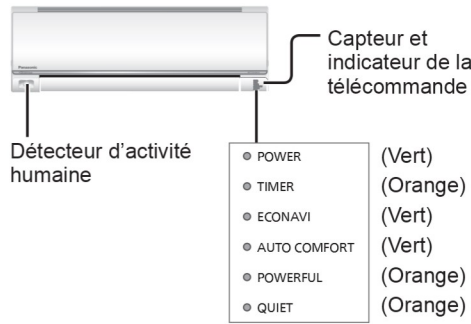 Panasonic
Capteur et
indicateur de la
télécommande
Détecteur d'activité
humaine
POWER (Vert)
TIMER (Orange)
ECONAVI (Vert)
AUTO COMFORT (Vert)
POWERFUL (Orange)
QUIET (Orange)